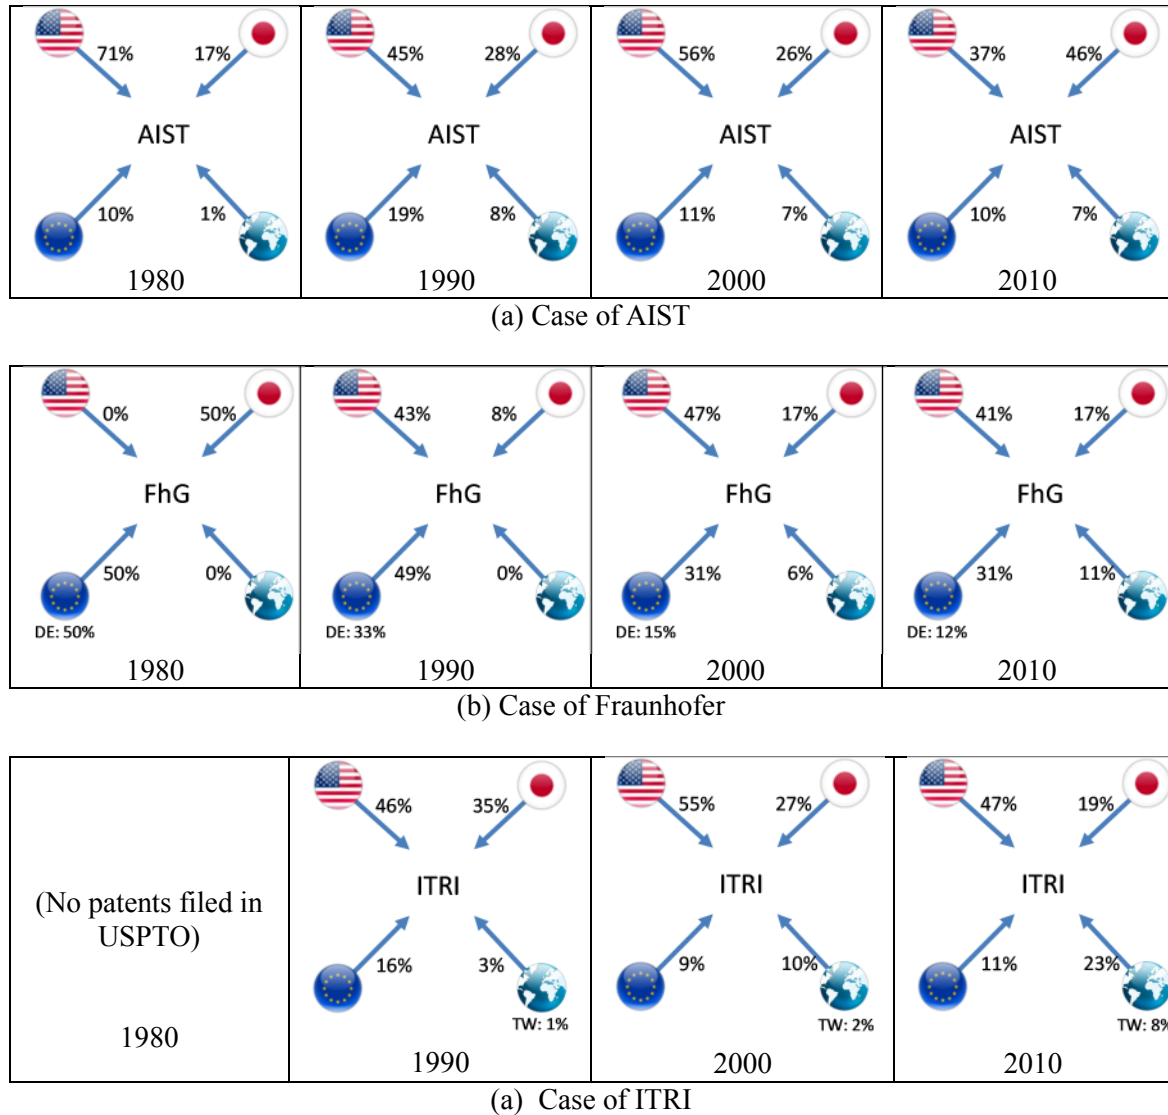 71% 17%
AIST
10% 1%
1980
45% 28%
AIST
19% 8%
1990
56% 26%
AIST
11% 7%
2000
37% 46%
AIST
10% 7%
2010
(a) Case of AIST
0% 50%
FhG
50% 0%
DE: 50%
1980
43% 8%
FhG
49% 0%
DE: 33%
1990
47% 17%
FhG
31% 6%
DE: 15%
2000
41% 17%
FhG
31% 11%
DE: 12%
2010
(b) Case of Fraunhofer
(No patents filed in
USPTO)
1980
46% 35%
ITRI
16% 3%
TW: 1%
1990
55% 27%
ITRI
9% 10%
TW: 2%
2000
47% 19%
ITRI
11% 23%
TW: 8%
2010
(a) Case of ITRI